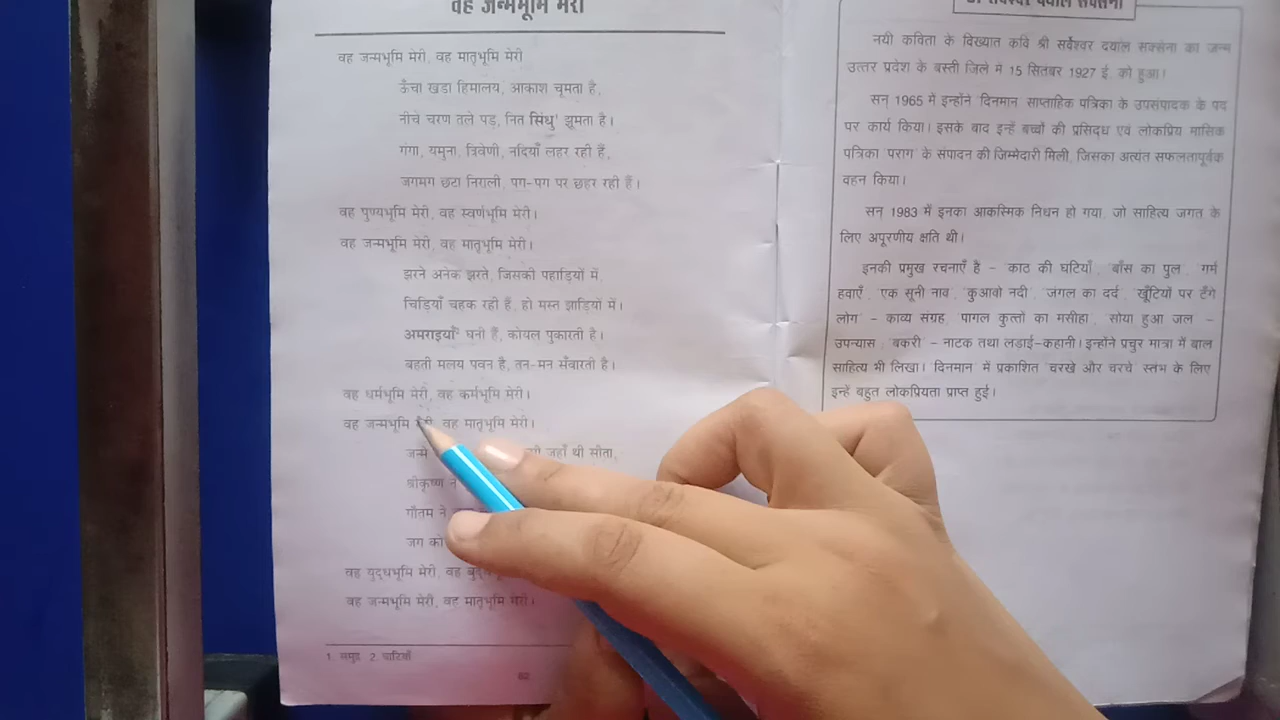 वह जन्मभूमि मेरी
वह जन्मभूमि मेरी, वह मातृभूमि मेरी
ऊँचा खड़ा हिमालय, आकाश चूमता है,
नीचे चरण तले पड़, नित सिंधु¹ झूमता है।
गंगा, यमुना, त्रिवेणी, नदियाँ लहर रही हैं,
जगमग छटा निराली, पग-पग पर छहर रही हैं।
वह पुण्यभूमि मेरी, वह स्वर्णभूमि मेरी।
वह जन्मभूमि मेरी, वह मातृभूमि मेरी।
झरने अनेक झरते, जिसकी पहाड़ियों में,
चिड़ियाँ चहक रही हैं, हो मस्त झाड़ियों में।
अमराइयाँ² घनी हैं, कोयल पुकारती है।
बहती मलय पवन है, तन-मन सँवारती है।
वह धर्मभूमि मेरी, वह कर्मभूमि मेरी।
वह जन्मभूमि मेरी, वह मातृभूमि मेरी।
जन्मे जहाँ थी सीता,
श्रीकृष्ण ने
गौतम ने
जग को
वह युद्धभूमि मेरी, वह
वह जन्मभूमि मेरी, वह मातृभूमि मेरी।
1. समुद्र 2.
62
सर्वेश्वर दयाल सक्सेना
नयी कविता के विख्यात कवि श्री सर्वेश्वर दयाल सक्सेना का जन्म
उत्तर प्रदेश के बस्ती जिले में 15 सितंबर 1927 ई. को हुआ।
सन् 1965 में इन्होंने दिनमान साप्ताहिक पत्रिका के उपसंपादक के पद
पर कार्य किया। इसके बाद इन्हें बच्चों की प्रसिद्ध एवं लोकप्रिय मासिक
पत्रिका 'पराग' के संपादन की जिम्मेदारी मिली, जिसका अत्यंत सफलतापूर्वक
वहन किया।
सन् 1983 में इनका आकस्मिक निधन हो गया, जो साहित्य जगत के
लिए अपूरणीय क्षति थी।
इनकी प्रमुख रचनाएँ है - 'काठ की घंटियाँ', 'बाँस का पुल', 'गर्म
हवाएँ', 'एक सूनी नाव', 'कुआनो नदी', 'जंगल का दर्द', 'खूँटियों पर टँगे
लोग' - काव्य संग्रह, 'पागल कुत्तों का मसीहा', 'सोया हुआ जल' -
उपन्यास, 'बकरी' - नाटक तथा लडाई-कहानी। इन्होंने प्रचुर मात्रा में बाल
साहित्य भी लिखा। 'दिनमान' में प्रकाशित 'चरखे और चरचे' स्तंभ के लिए
इन्हें बहुत लोकप्रियता प्राप्त हुई।